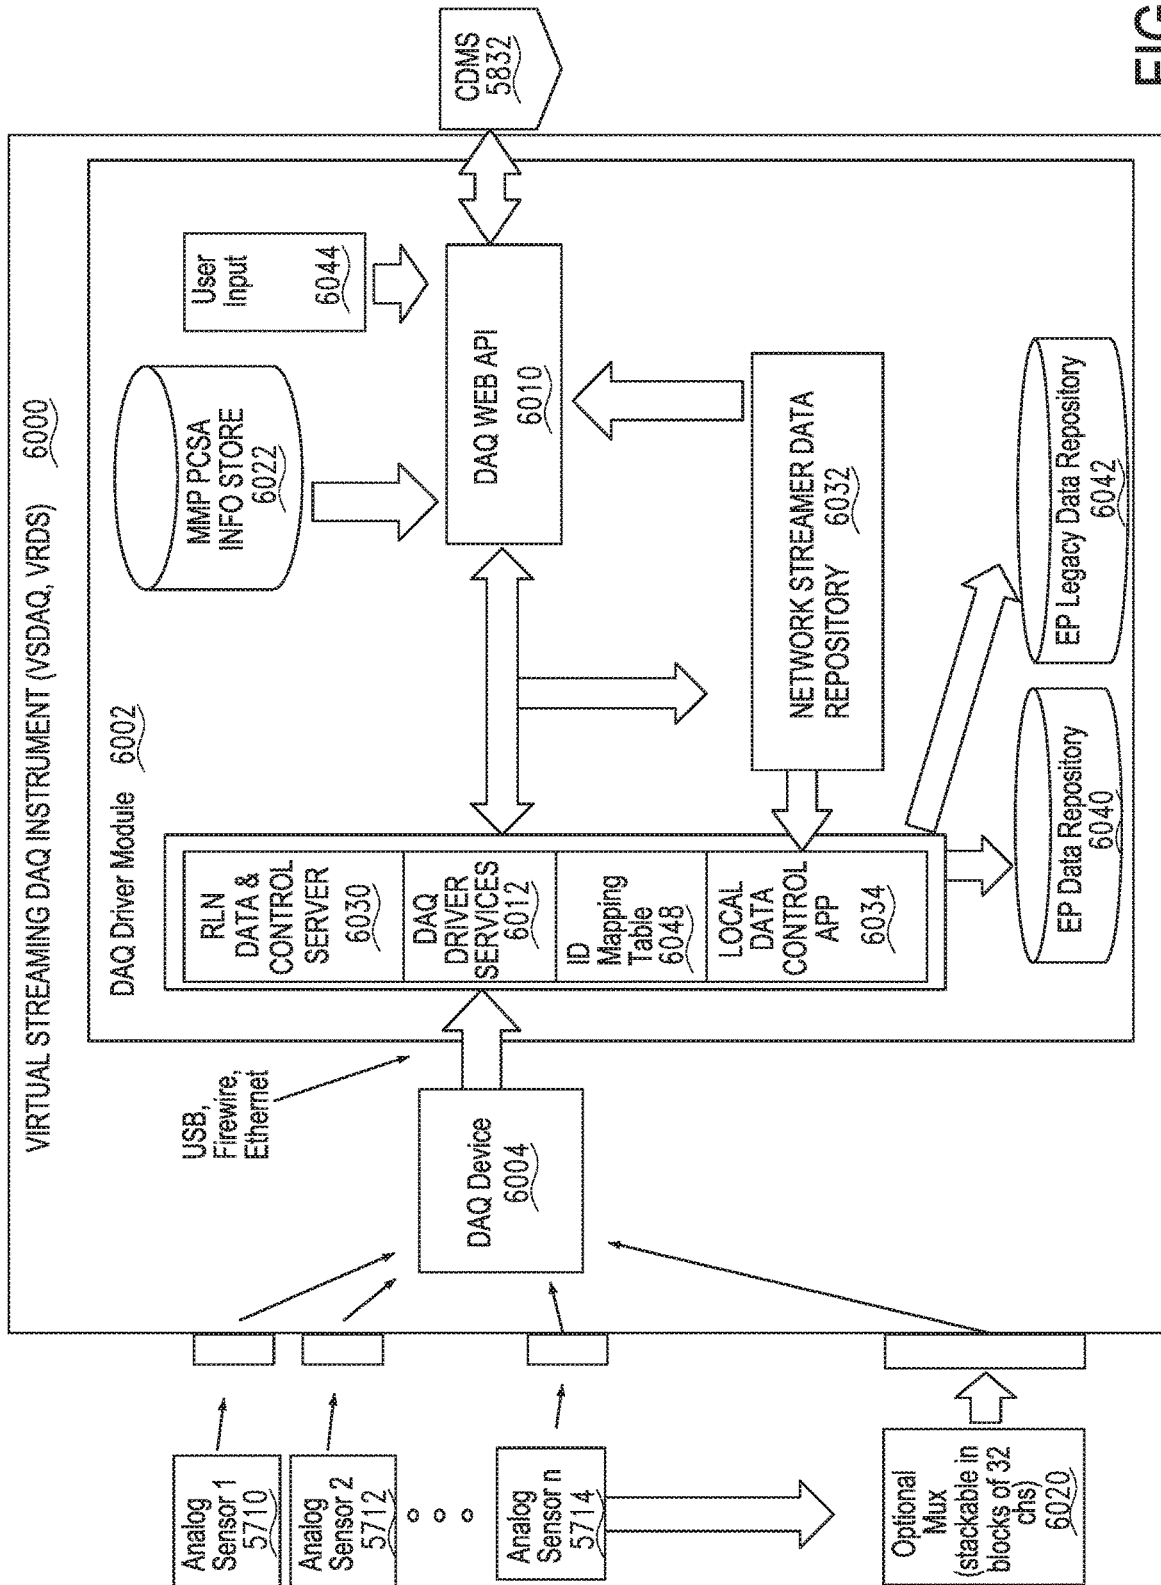 VIRTUAL STREAMING DAQ INSTRUMENT (VSDAQ, VRDS) 6000
DAQ Driver Module 6002
MMP PCSA
INFO STORE
6022
User
Input
6044
CDMS
5832
Analog
Sensor 1
5710
Analog
Sensor 2
5712
Analog
Sensor n
5714
Optional
Mux
(stackable in
blocks of 32
chs)
6020
USB,
Firewire,
Ethernet
DAQ Device
6004
RLN
DATA &
CONTROL
SERVER
6030
DAQ
DRIVER
SERVICES
6012
ID
Mapping
Table
6048
LOCAL
DATA
CONTROL
APP
6034
DAQ WEB API
6010
NETWORK STREAMER DATA
REPOSITORY 6032
EP Data Repository
6040
EP Legacy Data Repository
6042
FIG